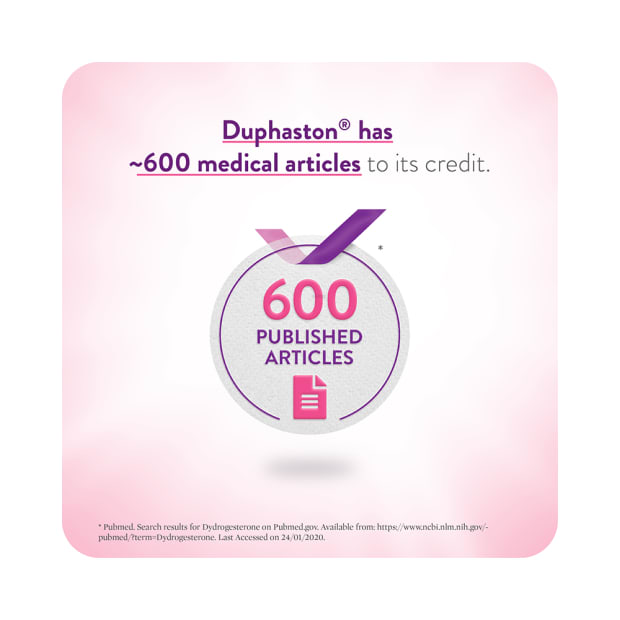 Duphaston® has
~600 medical articles to its credit.
*
600
PUBLISHED
ARTICLES
* Pubmed. Search results for Dydrogesterone on Pubmed.gov. Available from: https://www.ncbi.nlm.nih.gov/-
pubmed/?term=Dydrogesterone. Last Accessed on 24/01/2020.